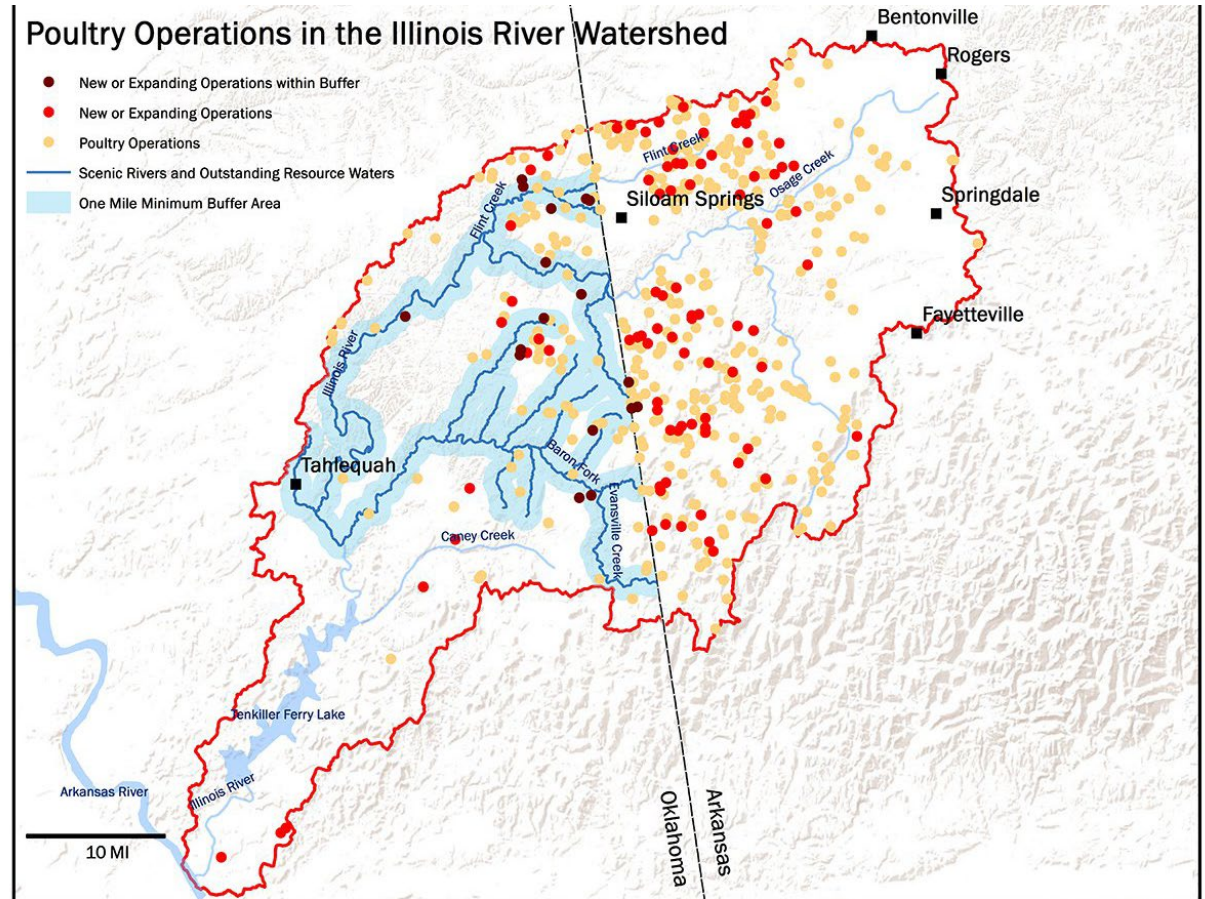 Poultry Operations in the Illinois River Watershed
New or Expanding Operations within Buffer
New or Expanding Operations
Poultry Operations
Scenic Rivers and Outstanding Resource Waters
One Mile Minimum Buffer Area
Bentonville
Rogers
Flint Creek
Osage Creek
Siloam Springs
Springdale
Flint Creek
Fayetteville
Illinois River
Tahlequah
Baron Fork
Evansville Creek
Caney Creek
Tenkiller Ferry Lake
Illinois River
Arkansas River
10 MI
Oklahoma
Arkansas